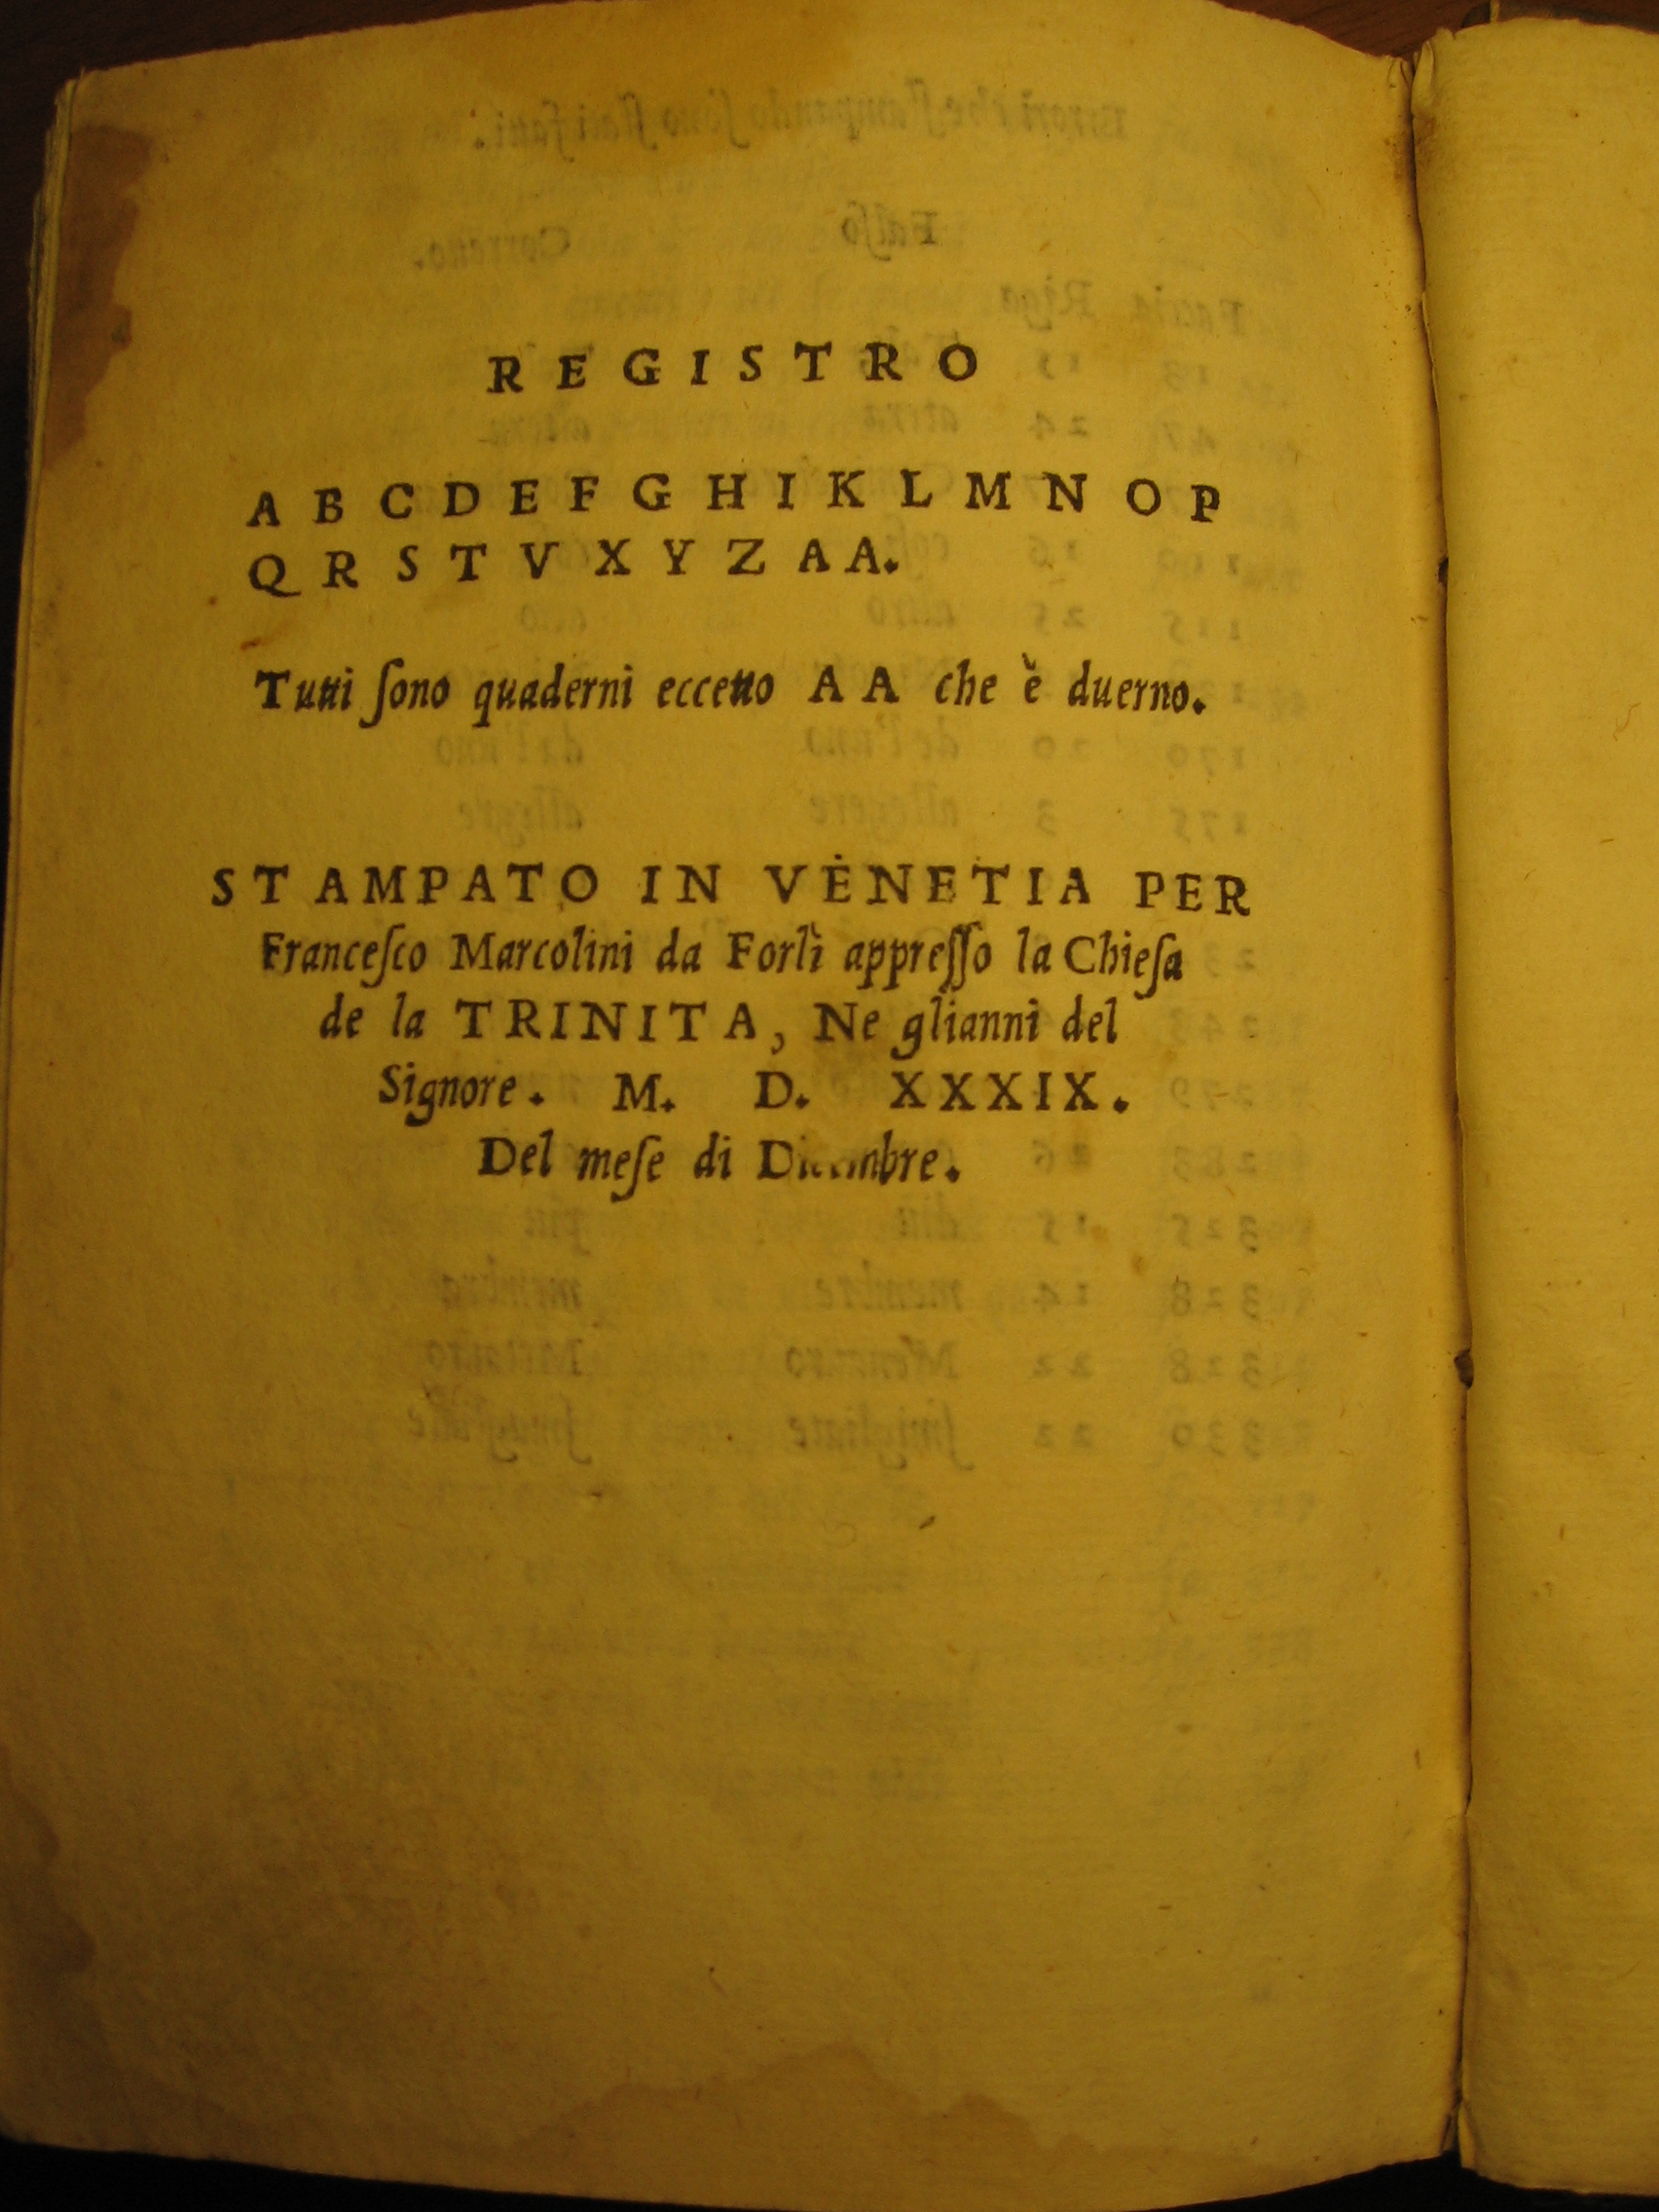 REGISTRO
A B C D E F G H I K L M N O P
Q R S T V X Y Z A A.
Tutti ſono quaderni eccetto A A che è duerno.
STAMPATO IN VENETIA PER
Franceſco Marcolini da Forlì appreſſo la Chieſa
de la TRINITA, Ne glianni del
Signore. M. D. XXXIX.
Del meſe di Dicembre.